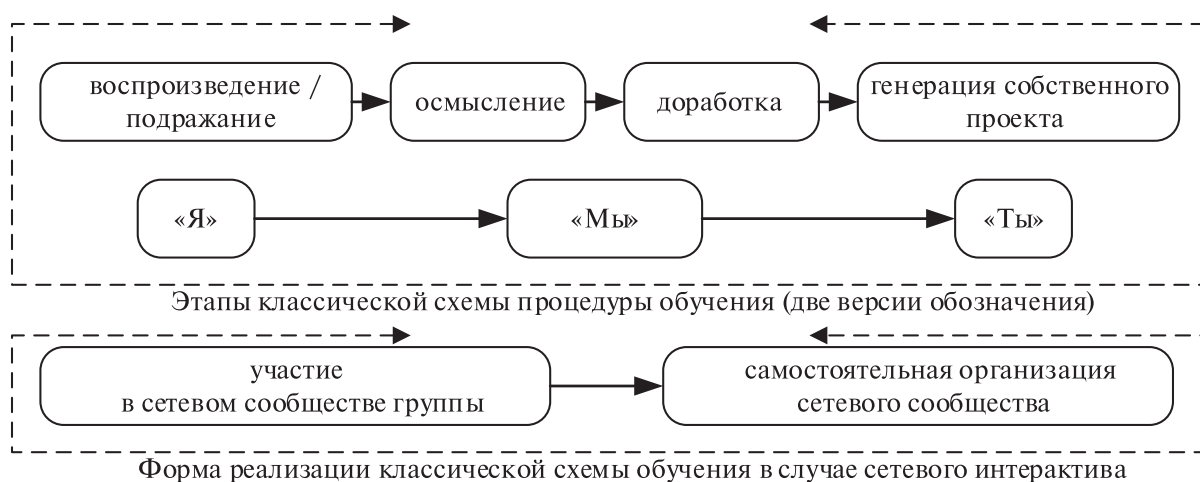 воспроизведение /
подражание
осмысление
доработка
генерация собственного
проекта
«Я»
«Мы»
«Ты»
Этапы классической схемы процедуры обучения (две версии обозначения)
участие
в сетевом сообществе группы
самостоятельная организация
сетевого сообщества
Форма реализации классической схемы обучения в случае сетевого интерактива